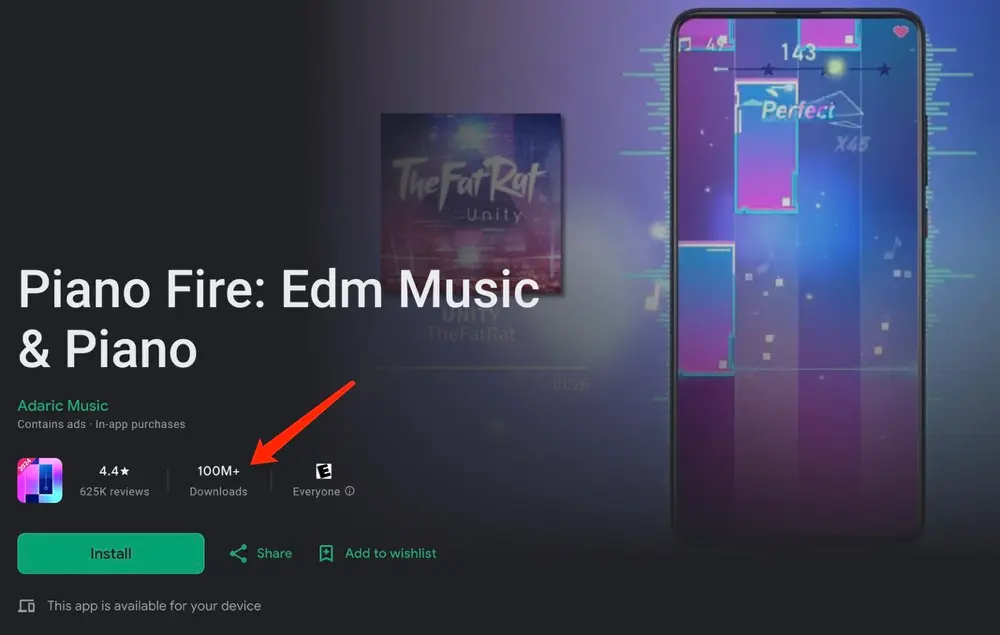 49
143
Perfect
X45
TheFatRat
Unity
Piano Fire: Edm Music
& Piano
UNITY
TheFatRat
01:26
Adaric Music
Contains ads · In-app purchases
2024
4.4★
100M+
E
625K reviews
Downloads
Everyone ⓘ
Install
Share
Add to wishlist
This app is available for your device